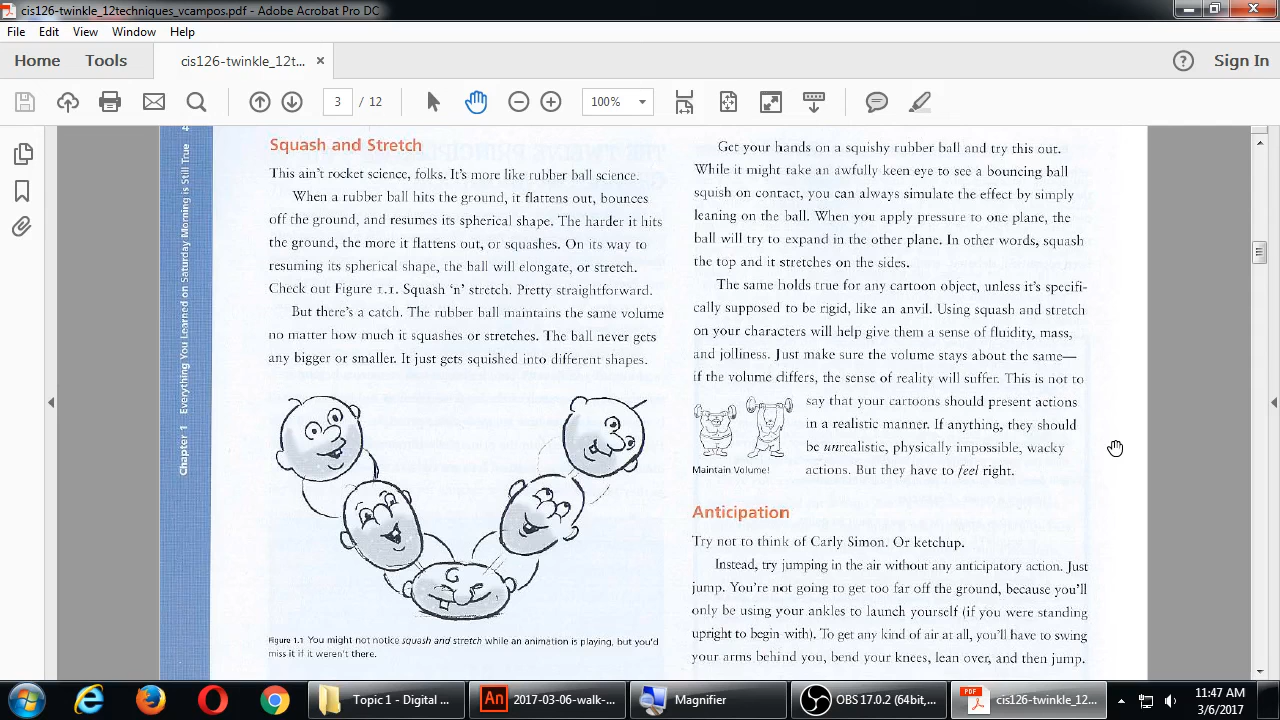 cis126-twinkle_12techniques_vcampos.pdf - Adobe Acrobat Pro DC
File Edit View Window Help
Home Tools cis126-twinkle_12t... × ? Sign In
3 / 12 100%
Chapter 1 Everything You Learned on Saturday Morning is Still True
Squash and Stretch
This ain't rocket science, folks. It's more like rubber ball science.
When a rubber ball hits the ground, it flattens out, bounces
off the ground, and resumes its spherical shape. The harder it hits
the ground, the more it flattens out, or squashes. On its way to
resuming its spherical shape, the ball will elongate, or stretch.
Check out Figure 1.1. Squash 'n' stretch. Pretty straightforward.
But there's a catch. The rubber ball maintains the same volume
no matter how much it squashes or stretches. The ball never gets
any bigger or smaller. It just gets squished into different shapes.
Figure 1.1 You might not notice squash and stretch while an animation is playing, but you'd
miss it if it weren't there.
Get your hands on a squishy rubber ball and try this out.
While it might take an awfully keen eye to see a bouncing ball
squish on contact, you can also simulate the effect by simply
leaning on the ball. When you apply pressure to one plane, the
ball will try to expand in the other plane. In other words, squash
the top and it stretches on the sides.
The same holds true for any cartoon object, unless it's specifi-
cally supposed to be rigid, like an anvil. Using squash and stretch
on your characters will help give them a sense of fluidity, mass,
and jolliness. Just make sure the volume stays about the same—
if the volume differs, the sense of reality will suffer. This is not to
say that your cartoons should present actions
in a realistic manner. If anything, they should
be unrealistic, physically impossible, wacky
actions. But they have to feel right.
Maintain Volume!
Anticipation
Try not to think of Carly Simon. Or ketchup.
Instead, try jumping in the air without any anticipatory action. Just
jump. You're not going to get too far off the ground, because you'll
only be using your ankles to launch yourself (if you were standing
upright to begin with). To get any kind of air at all, you'll have to swing
your arms behind you, bend your knees, lean over, and then jump.
Topic 1 - Digital ... An 2017-03-06-walk-... Magnifier OBS 17.0.2 (64bit,... PDF cis126-twinkle_12... 11:47 AM
3/6/2017